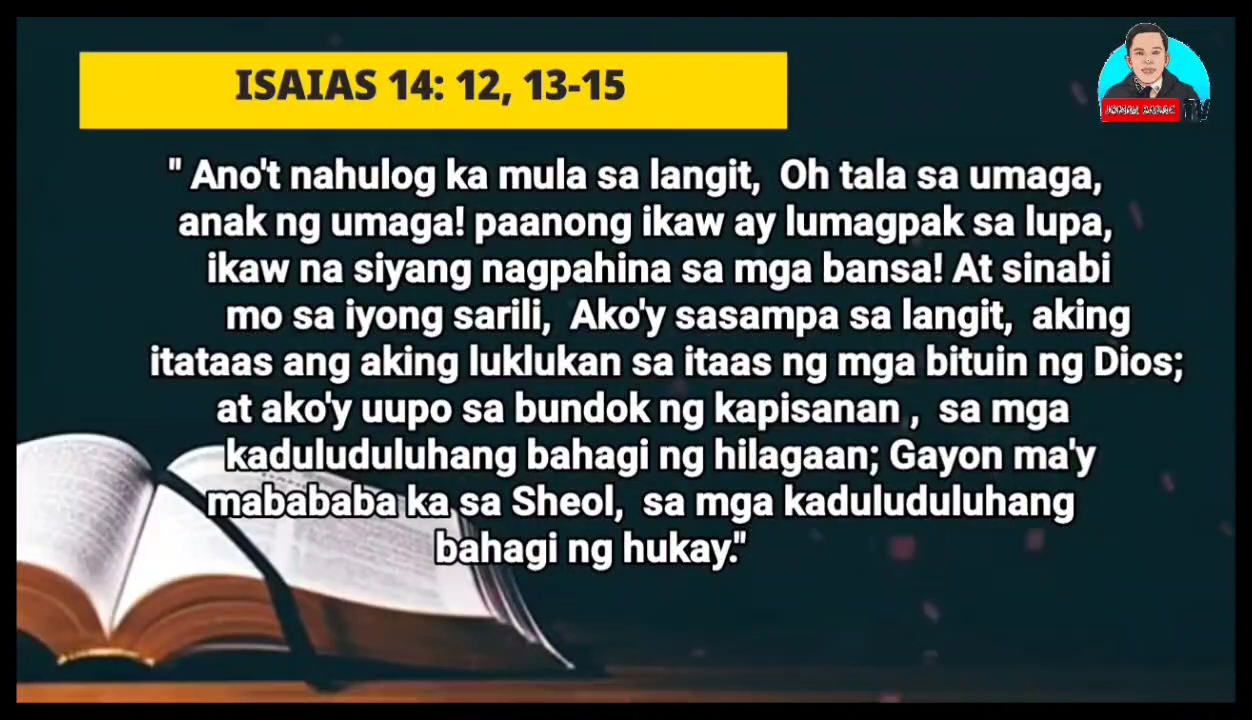 ISAIAS 14: 12, 13-15
" Ano't nahulog ka mula sa langit, Oh tala sa umaga,
anak ng umaga! paanong ikaw ay lumagpak sa lupa,
ikaw na siyang nagpahina sa mga bansa! At sinabi
mo sa iyong sarili, Ako'y sasampa sa langit, aking
itataas ang aking luklukan sa itaas ng mga bituin ng Dios;
at ako'y uupo sa bundok ng kapisanan , sa mga
kaduluduluhang bahagi ng hilagaan; Gayon ma'y
mabababa ka sa Sheol, sa mga kaduluduluhang
bahagi ng hukay."
TV